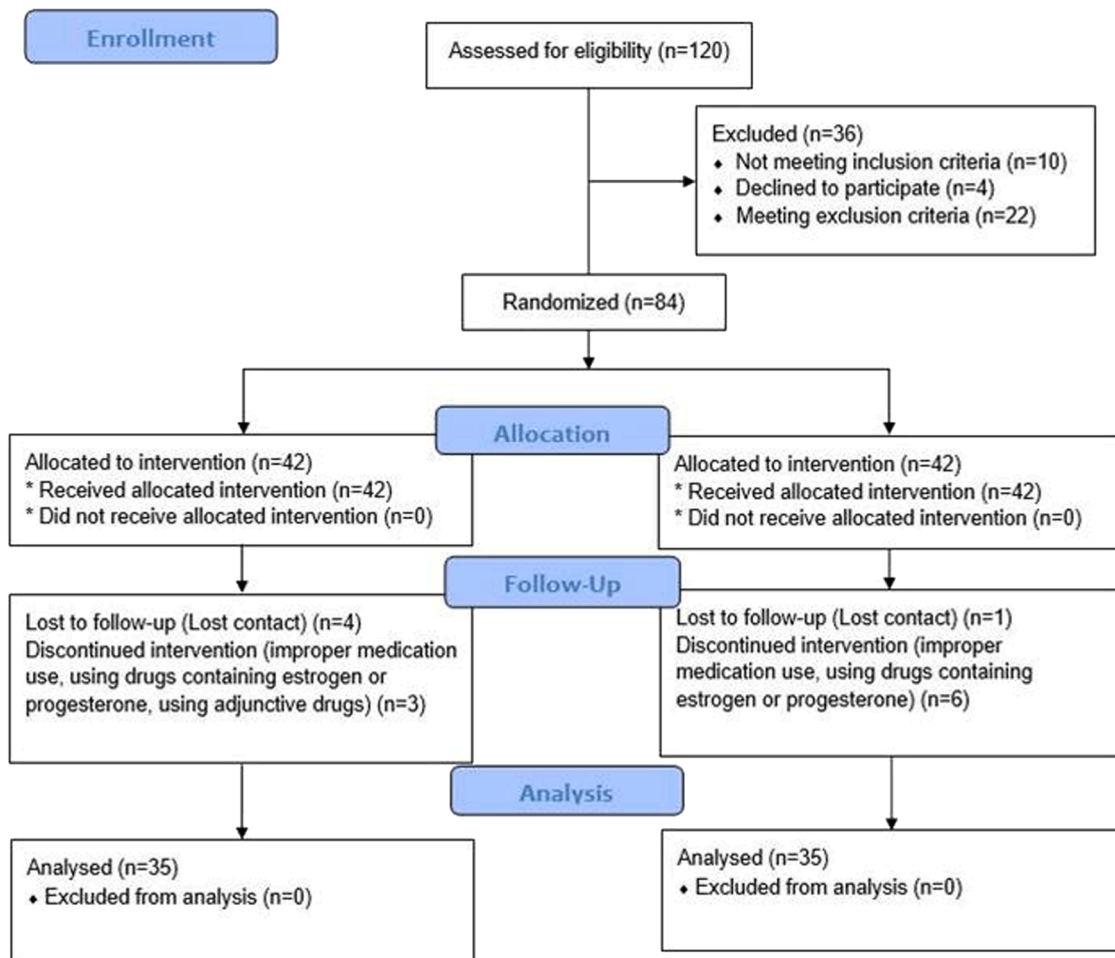 Enrollment
Assessed for eligibility (n=120)
Excluded (n=36)
⬧ Not meeting inclusion criteria (n=10)
⬧ Declined to participate (n=4)
⬧ Meeting exclusion criteria (n=22)
Randomized (n=84)
Allocation
Allocated to intervention (n=42)
* Received allocated intervention (n=42)
* Did not receive allocated intervention (n=0)
Allocated to intervention (n=42)
* Received allocated intervention (n=42)
* Did not receive allocated intervention (n=0)
Follow-Up
Lost to follow-up (Lost contact) (n=4)
Discontinued intervention (improper medication
use, using drugs containing estrogen or
progesterone, using adjunctive drugs) (n=3)
Lost to follow-up (Lost contact) (n=1)
Discontinued intervention (improper
medication use, using drugs containing
estrogen or progesterone) (n=6)
Analysis
Analysed (n=35)
⬧ Excluded from analysis (n=0)
Analysed (n=35)
⬧ Excluded from analysis (n=0)